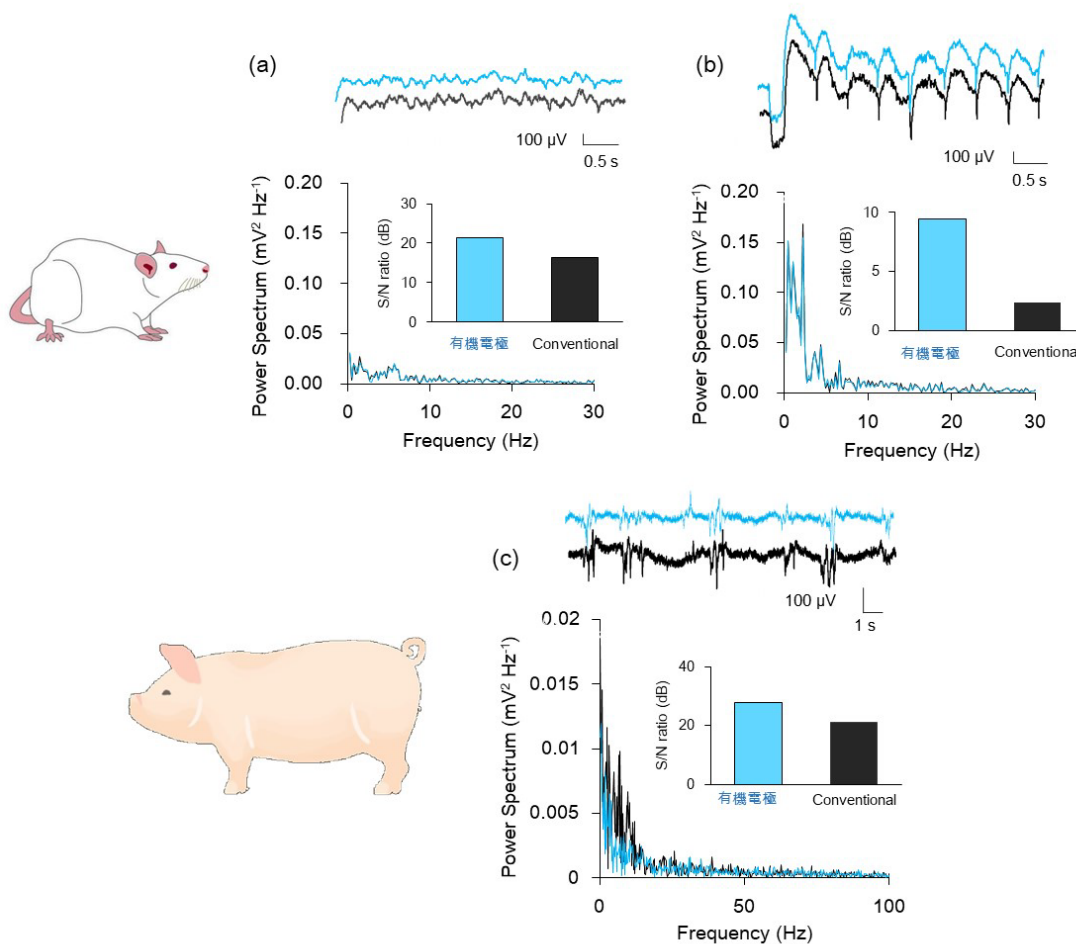 (a)
100 µV
0.5 s
Power Spectrum (mV² Hz⁻¹)
0.20
0.15
0.10
0.05
0.00
0
10
20
30
Frequency (Hz)
S/N ratio (dB)
30
20
10
0
有機電極
Conventional
(b)
100 µV
0.5 s
Power Spectrum (mV² Hz⁻¹)
0.20
0.15
0.10
0.05
0.00
0
10
20
30
Frequency (Hz)
S/N ratio (dB)
10
5
0
有機電極
Conventional
(c)
100 µV
1 s
Power Spectrum (mV² Hz⁻¹)
0.02
0.015
0.01
0.005
0
0
50
100
Frequency (Hz)
S/N ratio (dB)
40
20
0
有機電極
Conventional